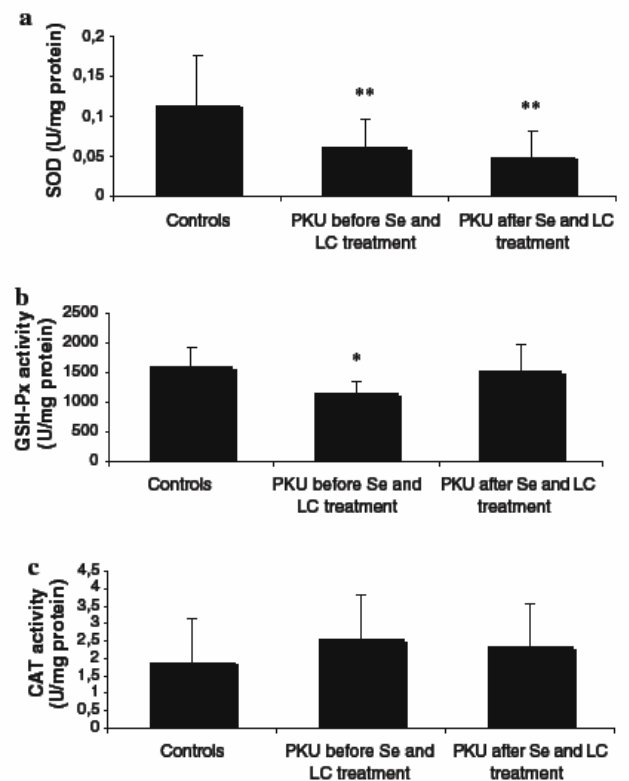 a
SOD (U/mg protein)
0,2
0,15
0,1
0,05
0
**
**
Controls
PKU before Se and
LC treatment
PKU after Se and LC
treatment
b
GSH-Px activity
(U/mg protein)
2500
2000
1500
1000
500
0
*
Controls
PKU before Se and
LC treatment
PKU after Se and LC
treatment
c
CAT activity
(U/mg protein)
4,5
4
3,5
3
2,5
2
1,5
1
0,5
0
Controls
PKU before Se and
LC treatment
PKU after Se and LC
treatment